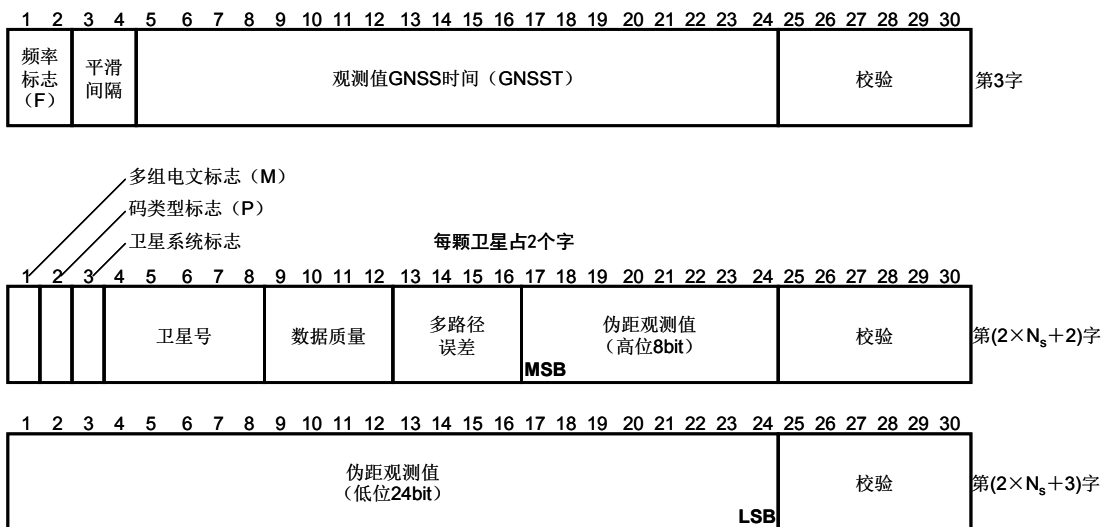 1 2 3 4 5 6 7 8 9 10 11 12 13 14 15 16 17 18 19 20 21 22 23 24 25 26 27 28 29 30
频率
标志
（F）
平滑
间隔
观测值GNSS时间（GNSST）
校验
第3字
多组电文标志（M）
码类型标志（P）
卫星系统标志
每颗卫星占2个字
1 2 3 4 5 6 7 8 9 10 11 12 13 14 15 16 17 18 19 20 21 22 23 24 25 26 27 28 29 30
卫星号
数据质量
多路径
误差
伪距观测值
（高位8bit）
MSB
校验
第(2×Ns＋2)字
1 2 3 4 5 6 7 8 9 10 11 12 13 14 15 16 17 18 19 20 21 22 23 24 25 26 27 28 29 30
伪距观测值
（低位24bit）
LSB
校验
第(2×Ns＋3)字